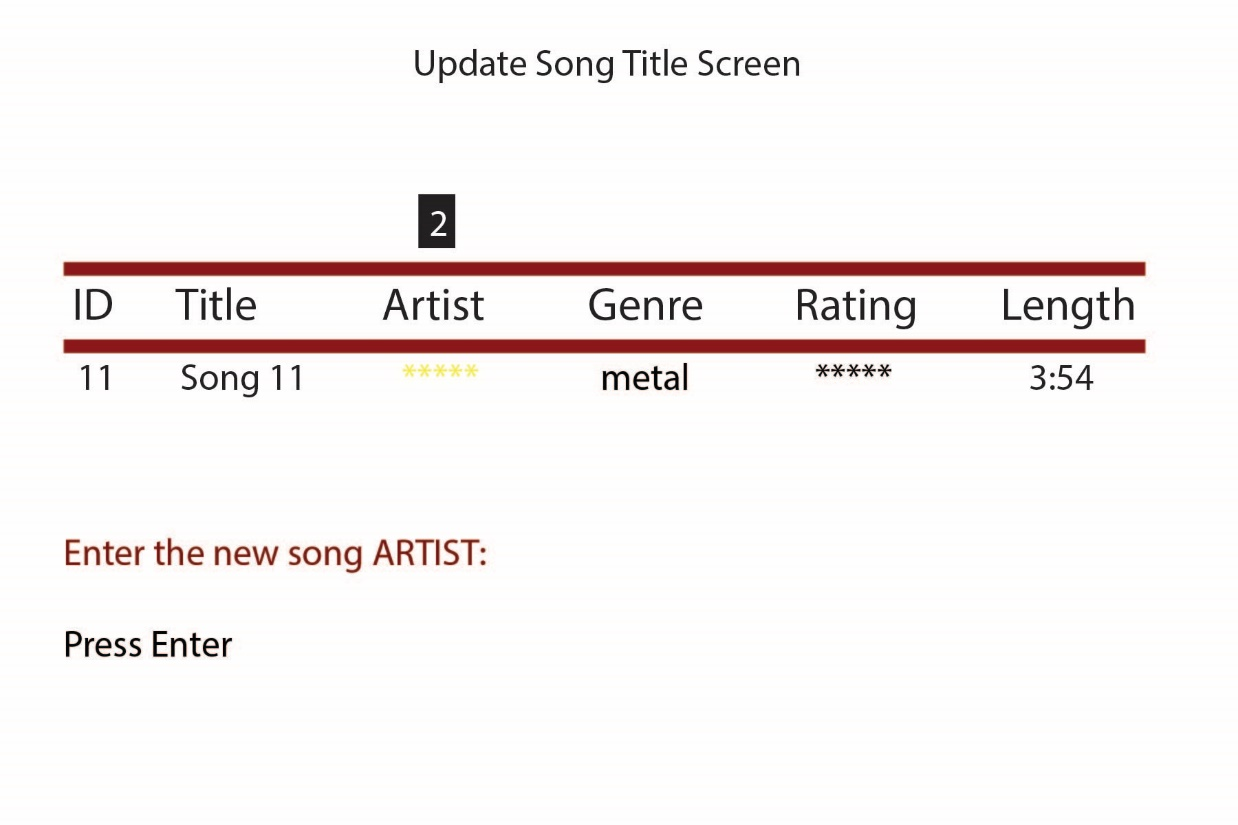 Update Song Title Screen
2
ID Title Artist Genre Rating Length
11 Song 11 ***** metal ***** 3:54
Enter the new song ARTIST:
Press Enter